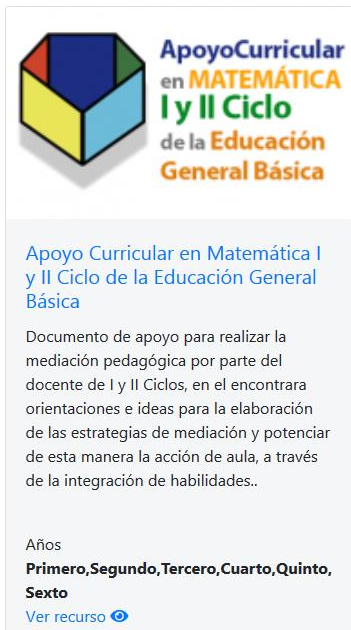 ApoyoCurricular
en MATEMÁTICA
I y II Ciclo
de la Educación
General Básica
Apoyo Curricular en Matemática I
y II Ciclo de la Educación General
Básica
Documento de apoyo para realizar la
mediación pedagógica por parte del
docente de I y II Ciclos, en el encontrara
orientaciones e ideas para la elaboración
de las estrategias de mediación y potenciar
de esta manera la acción de aula, a través
de la integración de habilidades..
Años
Primero,Segundo,Tercero,Cuarto,Quinto,
Sexto
Ver recurso